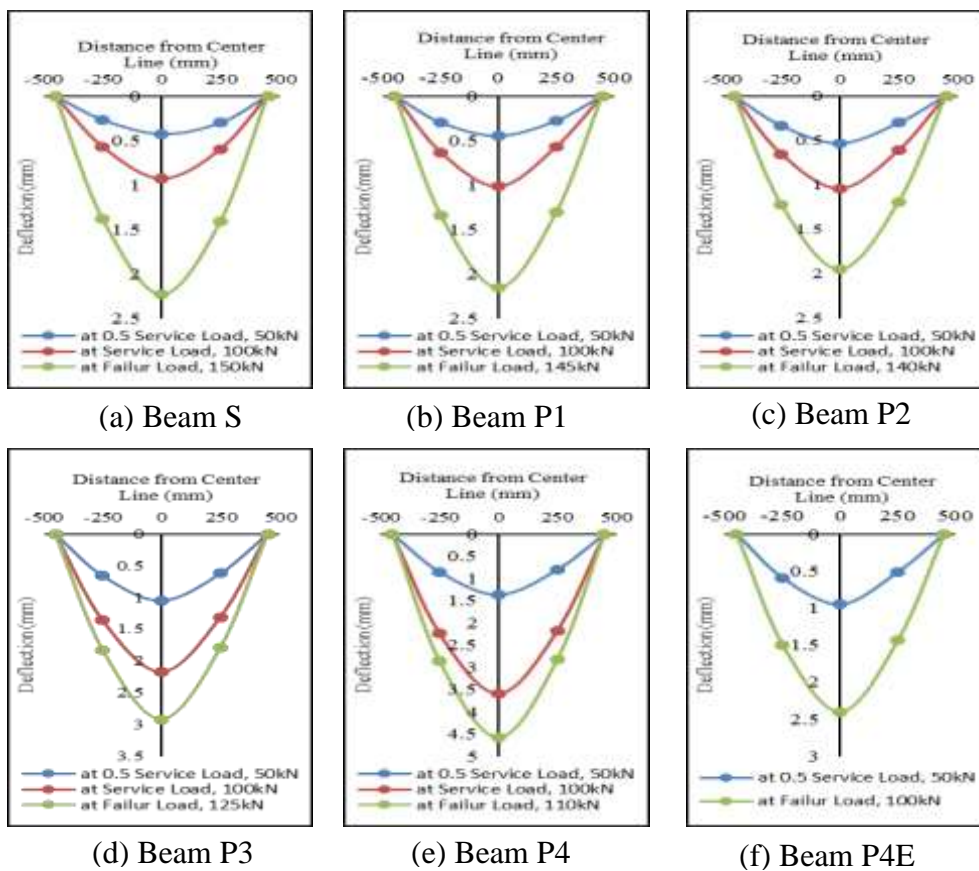 Distance from Center
Line (mm)
-500 -250 0 250 500
0
0.5
1
1.5
2
2.5
Deflection(mm)
at 0.5 Service Load, 50kN
at Service Load, 100kN
at Failur Load, 150kN
(a) Beam S
Distance from Center
Line (mm)
-500 -250 0 250 500
0
0.5
1
1.5
2
2.5
Deflection(mm)
at 0.5 Service Load, 50kN
at Service Load, 100kN
at Failur Load, 145kN
(b) Beam P1
Distance from Center
Line (mm)
-500 -250 0 250 500
0
0.5
1
1.5
2
2.5
Deflection(mm)
at 0.5 Service Load, 50kN
at Service Load, 100kN
at Failur Load, 140kN
(c) Beam P2
Distance from Center
Line (mm)
-500 -250 0 250 500
0
0.5
1
1.5
2
2.5
3
3.5
Deflection(mm)
at 0.5 Service Load, 50kN
at Service Load, 100kN
at Failur Load, 125kN
(d) Beam P3
Distance from Center
Line (mm)
-500 -250 0 250 500
0
0.5
1
1.5
2
2.5
3
3.5
4
4.5
5
Deflection(mm)
at 0.5 Service Load, 50kN
at Service Load, 100kN
at Failur Load, 110kN
(e) Beam P4
Distance from Center
Line (mm)
-500 -250 0 250 500
0
0.5
1
1.5
2
2.5
3
Deflection(mm)
at 0.5 Service Load, 50kN
at Failur Load, 100kN
(f) Beam P4E